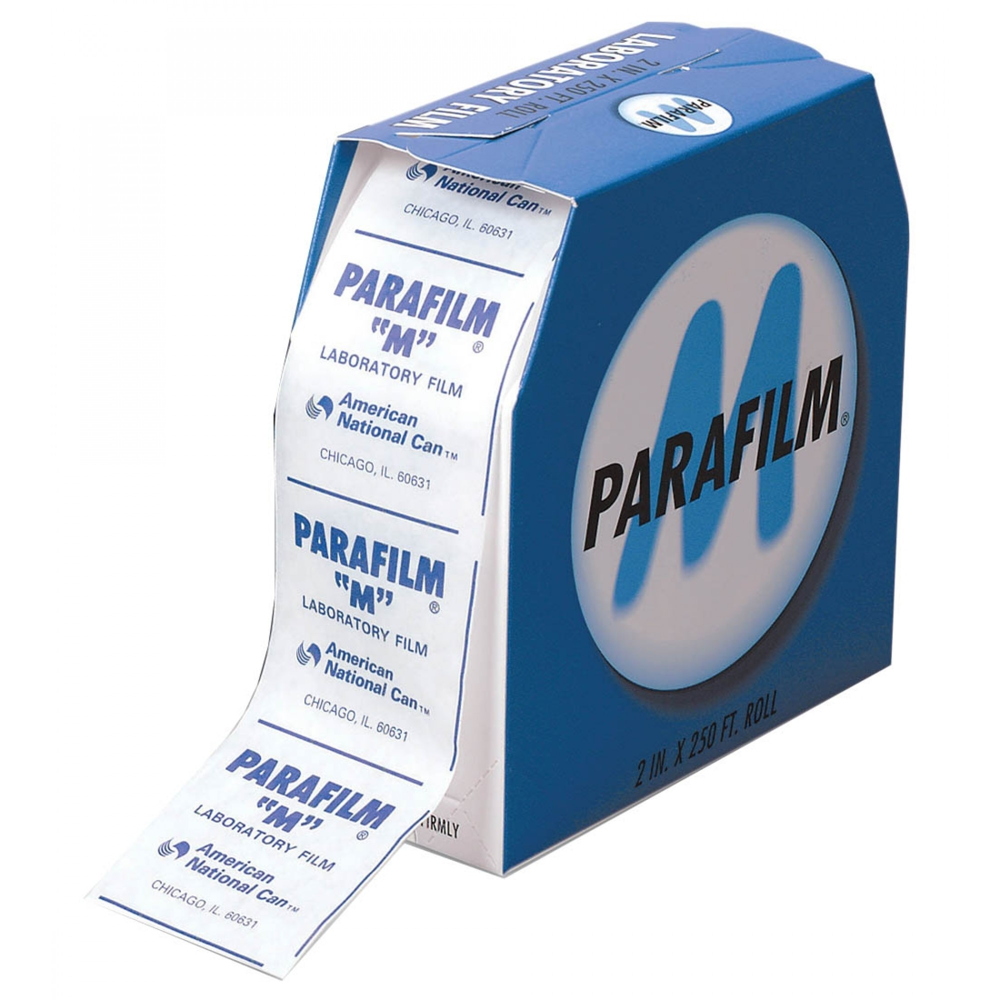 LABORATORY FILM
2 IN. X 250 FT. ROLL
PARAFILM
American
National Can™
CHICAGO, IL. 60631
PARAFILM
“M”®
LABORATORY FILM
American
National Can™
CHICAGO, IL. 60631
PARAFILM
“M”®
LABORATORY FILM
American
National Can™
CHICAGO, IL. 60631
PARAFILM
“M”®
LABORATORY FILM
American
National Can™
CHICAGO, IL. 60631
M
PARAFILM®
2 IN. X 250 FT. ROLL